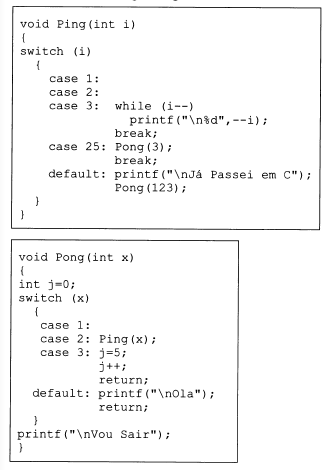 void Ping(int i)
{
switch (i)
{
case 1:
case 2:
case 3: while (i--)
printf("\n%d",--i);
break;
case 25: Pong(3);
break;
default: printf("\nJá Passei em C");
Pong(123);
}
}
void Pong(int x)
{
int j=0;
switch (x)
{
case 1:
case 2: Ping(x);
case 3: j=5;
j++;
return;
default: printf("\nOla");
return;
}
printf("\nVou Sair");
}